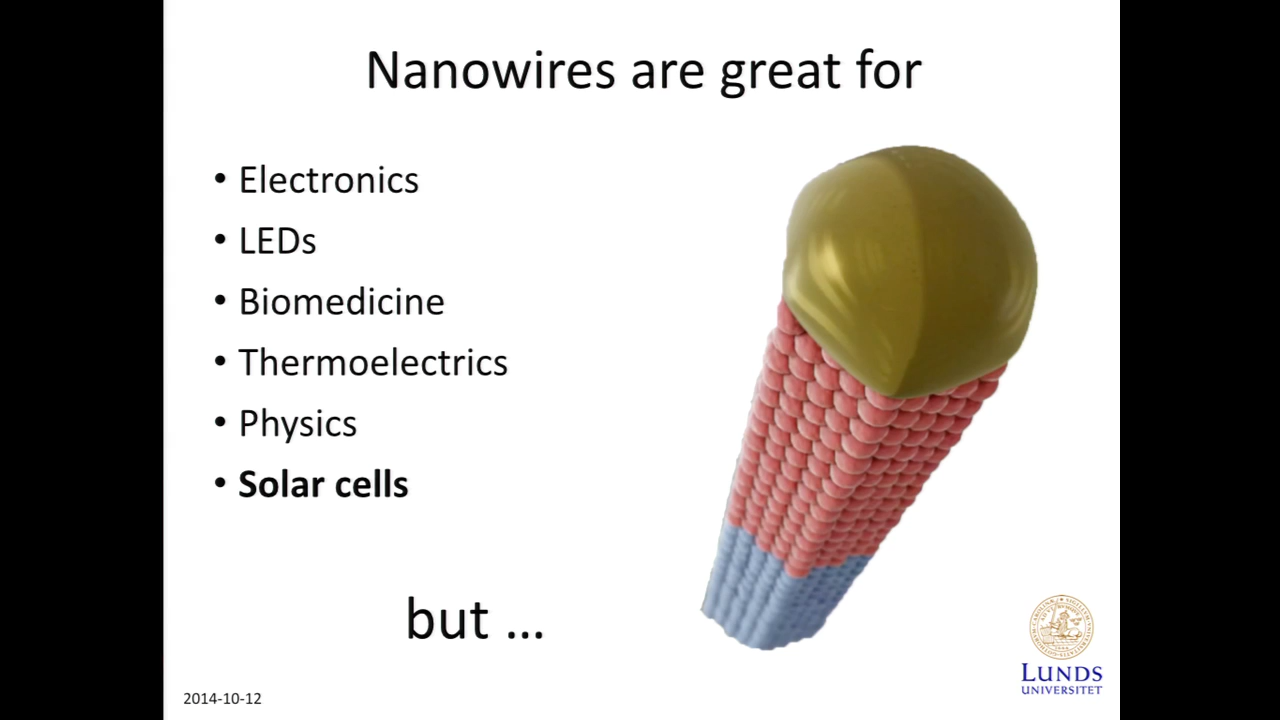 Nanowires are great for
• Electronics
• LEDs
• Biomedicine
• Thermoelectrics
• Physics
• Solar cells
but ...
2014-10-12
LUNDS
UNIVERSITET